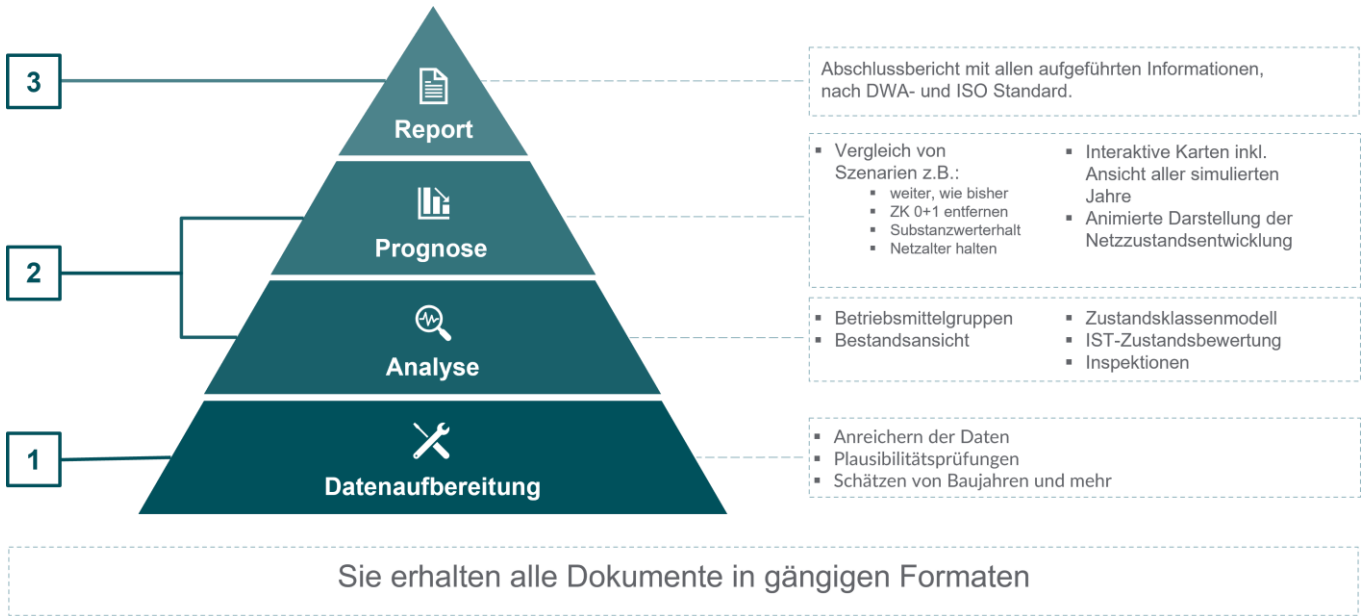 3
Report
Abschlussbericht mit allen aufgeführten Informationen,
nach DWA- und ISO Standard.
2
Prognose
▪ Vergleich von
Szenarien z.B.:
▪ weiter, wie bisher
▪ ZK 0+1 entfernen
▪ Substanzwerterhalt
▪ Netzalter halten
▪ Interaktive Karten inkl.
Ansicht aller simulierten
Jahre
▪ Animierte Darstellung der
Netzzustandsentwicklung
Analyse
▪ Betriebsmittelgruppen
▪ Bestandsansicht
▪ Zustandsklassenmodell
▪ IST-Zustandsbewertung
▪ Inspektionen
1
Datenaufbereitung
▪ Anreichern der Daten
▪ Plausibilitätsprüfungen
▪ Schätzen von Baujahren und mehr
Sie erhalten alle Dokumente in gängigen Formaten